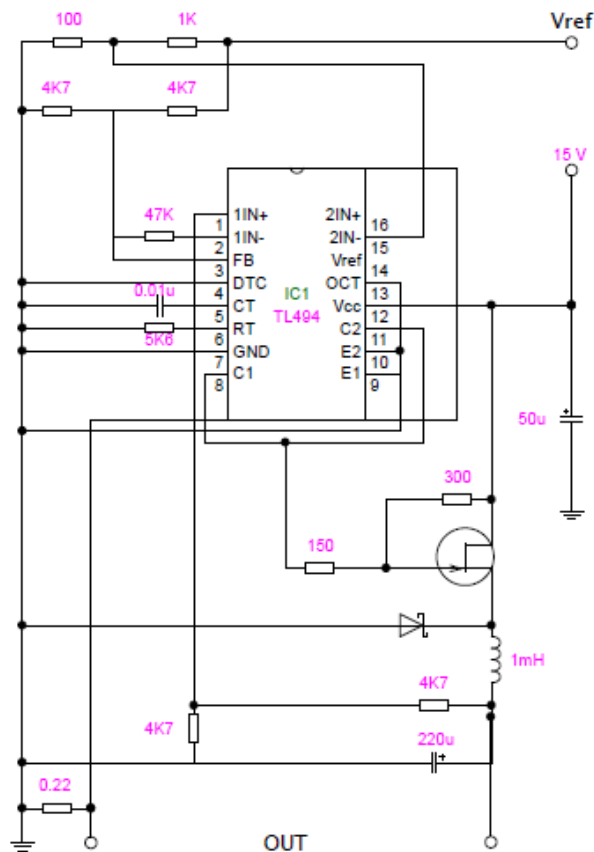 100 1K Vref
4K7 4K7
15 V
47K
1IN+ 2IN+
1 16
1IN- 2IN-
2 15
FB Vref
3 14
DTC OCT
0.01u 4 13
CT IC1 Vcc
5 TL494 12
RT C2
5K6 6 11
GND E2
7 10
C1 E1
8 9
50u
300
150
1mH
4K7
4K7
220u
0.22
OUT